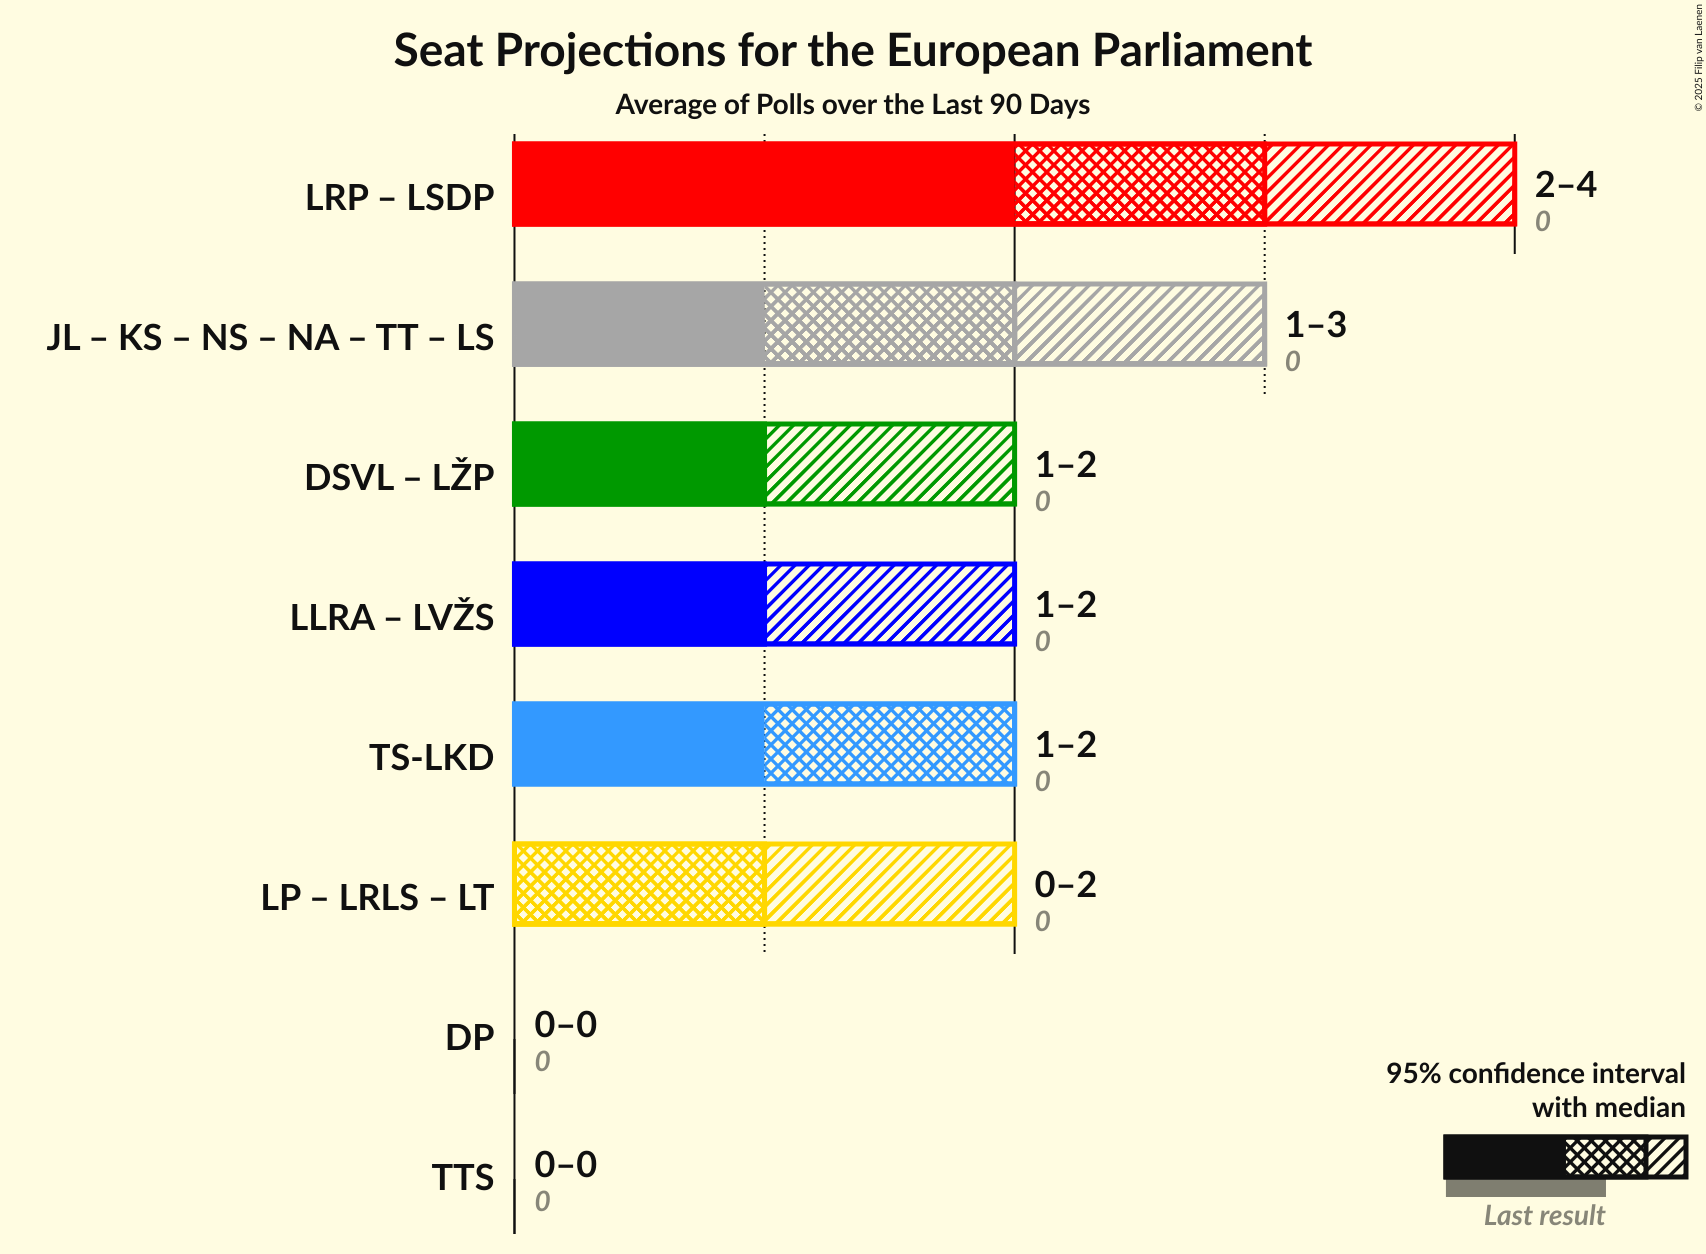 Seat Projections for the European Parliament
Average of Polls over the Last 90 Days
© 2025 Filip van Laenen
LRP – LSDP
2–4
0
JL – KS – NS – NA – TT – LS
1–3
0
DSVL – LŽP
1–2
0
LLRA – LVŽS
1–2
0
TS-LKD
1–2
0
LP – LRLS – LT
0–2
0
DP
0–0
0
TTS
0–0
0
95% confidence interval
with median
Last result